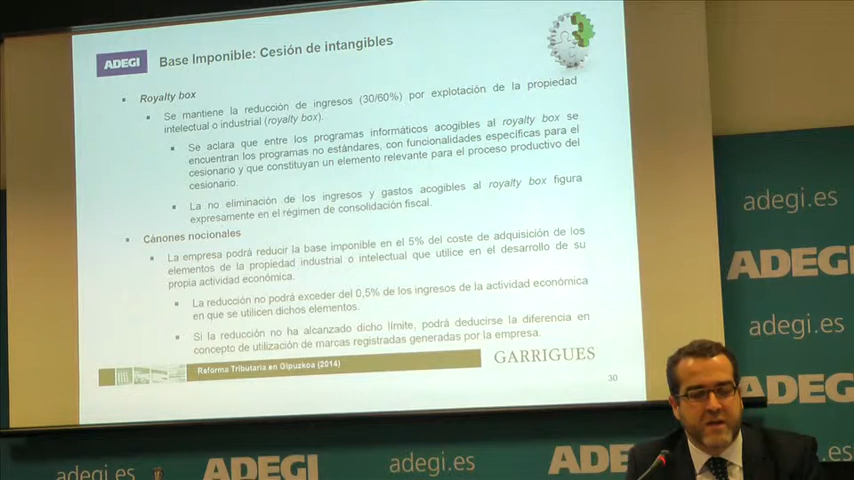 ADEGI
Base Imponible: Cesión de intangibles
Royalty box
Se mantiene la reducción de ingresos (30/60%) por explotación de la propiedad
intelectual o industrial (royalty box).
Se aclara que entre los programas informáticos acogibles al royalty box se
encuentran los programas no estándares, con funcionalidades específicas para el
cesionario y que constituyan un elemento relevante para el proceso productivo del
cesionario.
La no eliminación de los ingresos y gastos acogibles al royalty box figura
expresamente en el régimen de consolidación fiscal.
Cánones nocionales
La empresa podrá reducir la base imponible en el 5% del coste de adquisición de los
elementos de la propiedad industrial o intelectual que utilice en el desarrollo de su
propia actividad económica.
La reducción no podrá exceder del 0,5% de los ingresos de la actividad económica
en que se utilicen dichos elementos.
Si la reducción no ha alcanzado dicho límite, podrá deducirse la diferencia en
concepto de utilización de marcas registradas generadas por la empresa.
Reforma Tributaria en Gipuzkoa (2014)
GARRIGUES
30
adegi.es
ADEGI
adegi.es
ADEGI
adegi.es
ADEGI
adegi.es
ADEGI
.es